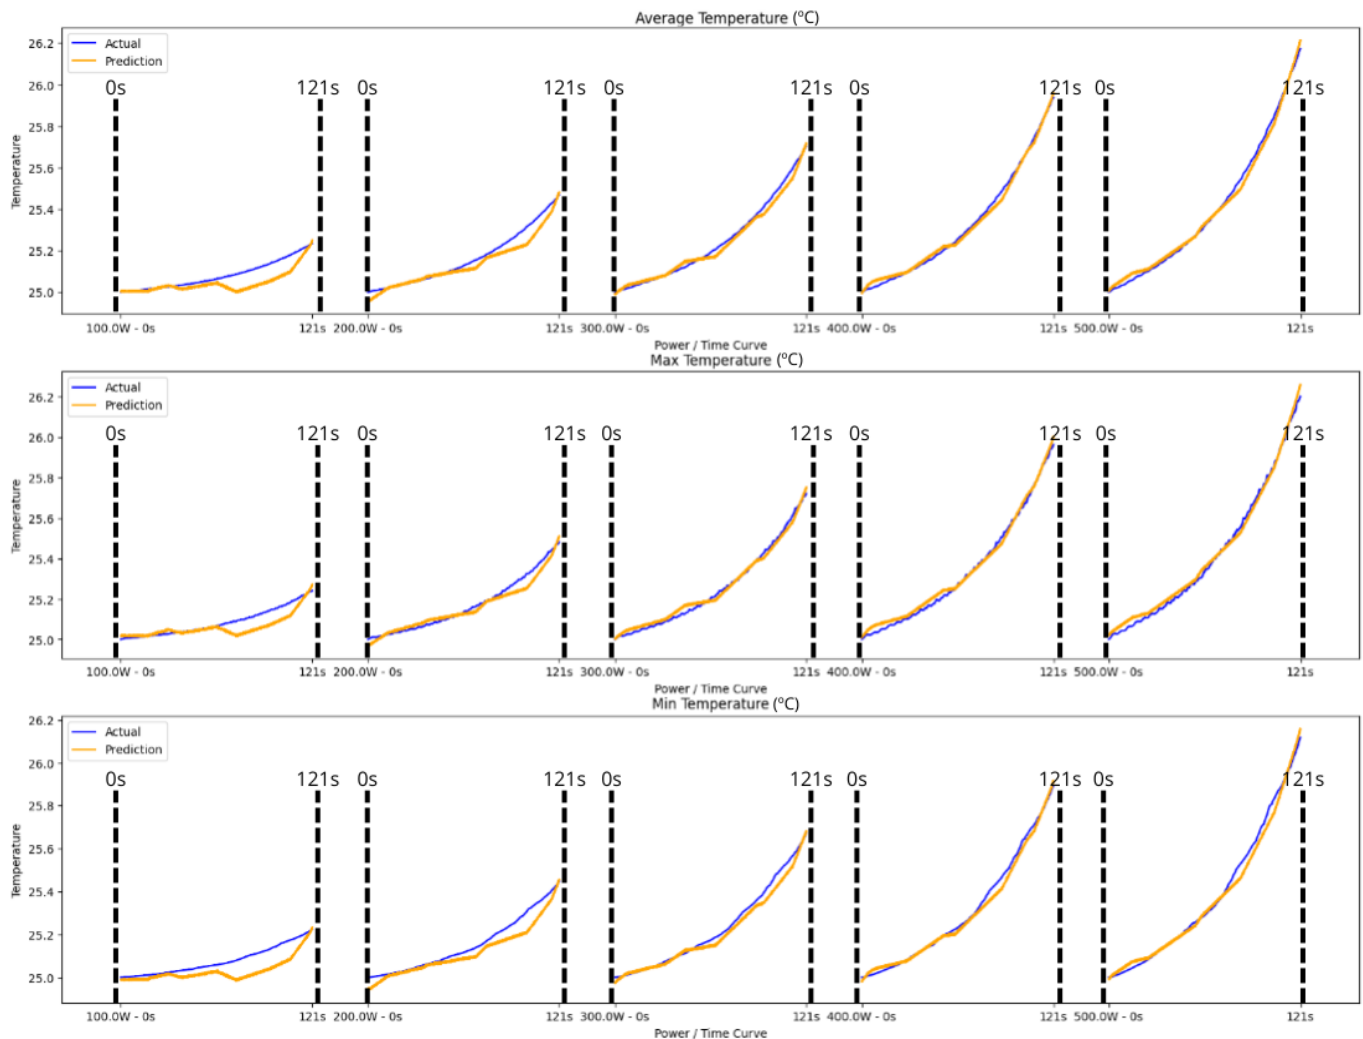 Average Temperature (ºC)
Actual
Prediction
26.2
26.0
25.8
25.6
25.4
25.2
25.0
Temperature
0s 121s 0s 121s 0s 121s 0s 121s 0s 121s
100.0W - 0s 121s 200.0W - 0s 121s 300.0W - 0s 121s 400.0W - 0s 121s 500.0W - 0s 121s
Power / Time Curve
Max Temperature (ºC)
Actual
Prediction
26.2
26.0
25.8
25.6
25.4
25.2
25.0
Temperature
0s 121s 0s 121s 0s 121s 0s 121s 0s 121s
100.0W - 0s 121s 200.0W - 0s 121s 300.0W - 0s 121s 400.0W - 0s 121s 500.0W - 0s 121s
Power / Time Curve
Min Temperature (ºC)
Actual
Prediction
26.2
26.0
25.8
25.6
25.4
25.2
25.0
Temperature
0s 121s 0s 121s 0s 121s 0s 121s 0s 121s
100.0W - 0s 121s 200.0W - 0s 121s 300.0W - 0s 121s 400.0W - 0s 121s 500.0W - 0s 121s
Power / Time Curve